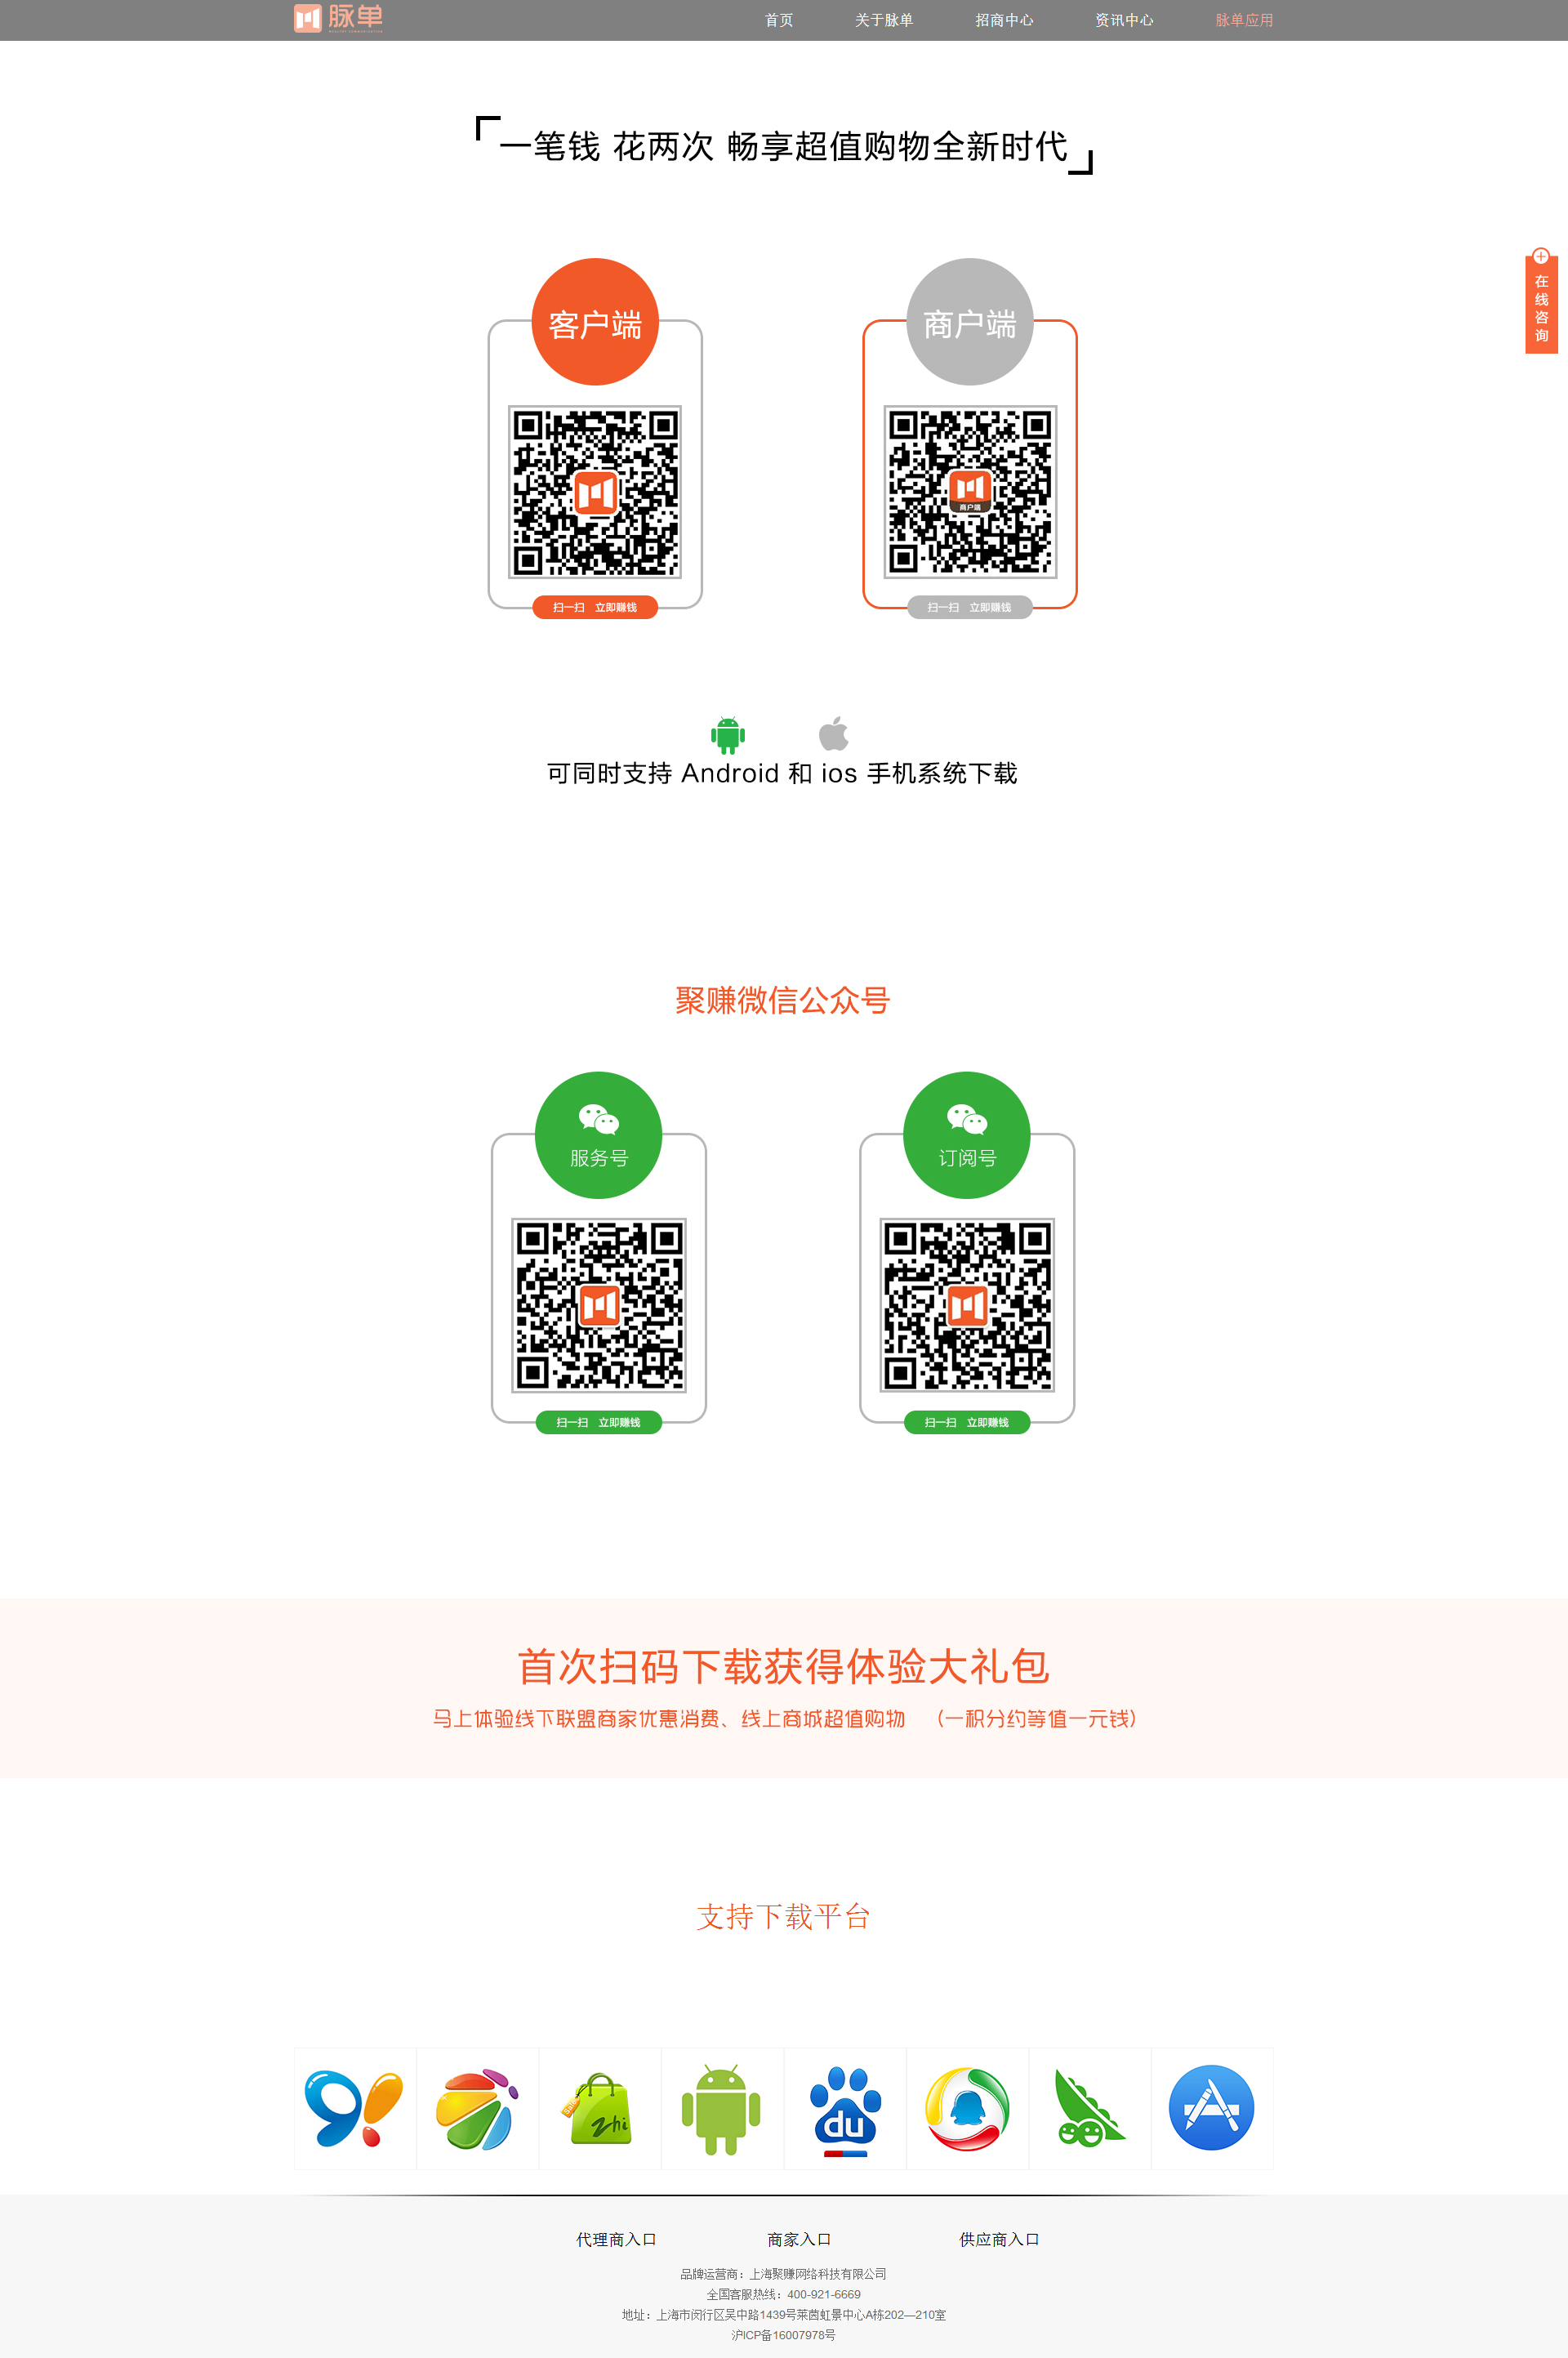 脉单
首页
关于脉单
招商中心
资讯中心
脉单应用
一笔钱 花两次 畅享超值购物全新时代
在线咨询
客户端
商户端
商户端
扫一扫 立即赚钱
扫一扫 立即赚钱
可同时支持 Android 和 ios 手机系统下载
聚赚微信公众号
服务号
订阅号
扫一扫 立即赚钱
扫一扫 立即赚钱
首次扫码下载获得体验大礼包
马上体验线下联盟商家优惠消费、线上商城超值购物 （一积分约等值一元钱）
支持下载平台
zhi
du
代理商入口
商家入口
供应商入口
品牌运营商：上海聚赚网络科技有限公司
全国客服热线：400-921-6669
地址：上海市闵行区吴中路1439号莱茵虹景中心A栋202—210室
沪ICP备16007978号